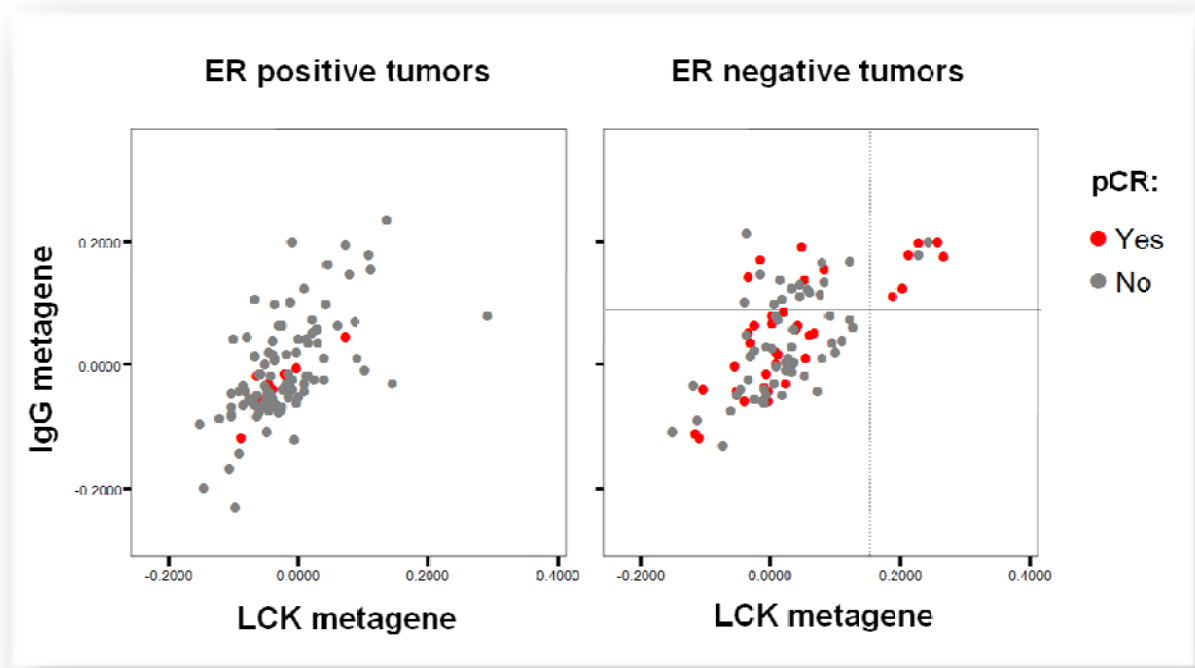 ER positive tumors
ER negative tumors
IgG metagene
0.2000
0.0000
-0.2000
-0.2000 0.0000 0.2000 0.4000
-0.2000 0.0000 0.2000 0.4000
LCK metagene
LCK metagene
pCR:
Yes
No